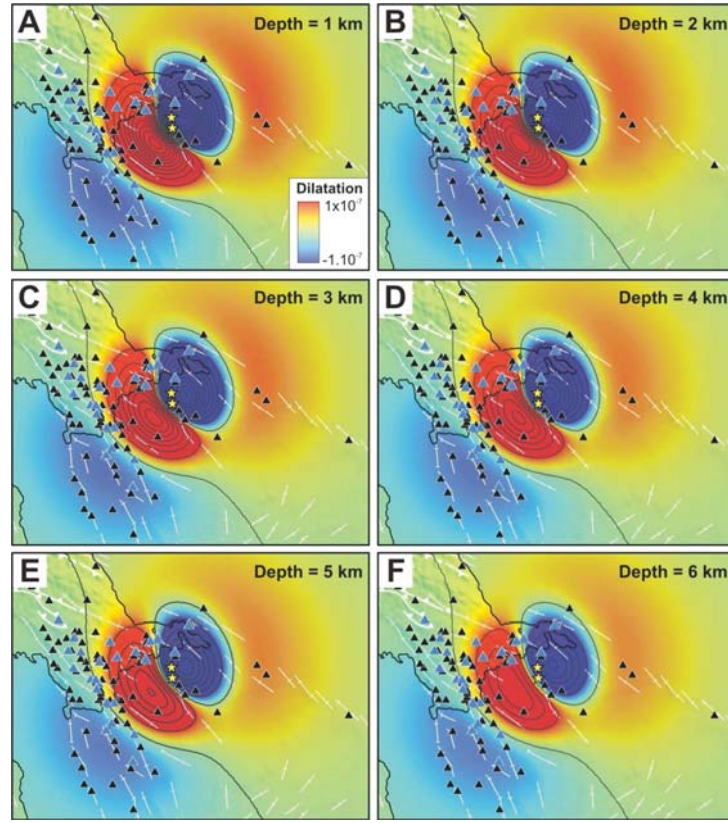 A
Depth = 1 km
Dilatation
1x10⁻⁷
-1.10⁻⁷
B
Depth = 2 km
C
Depth = 3 km
D
Depth = 4 km
E
Depth = 5 km
F
Depth = 6 km